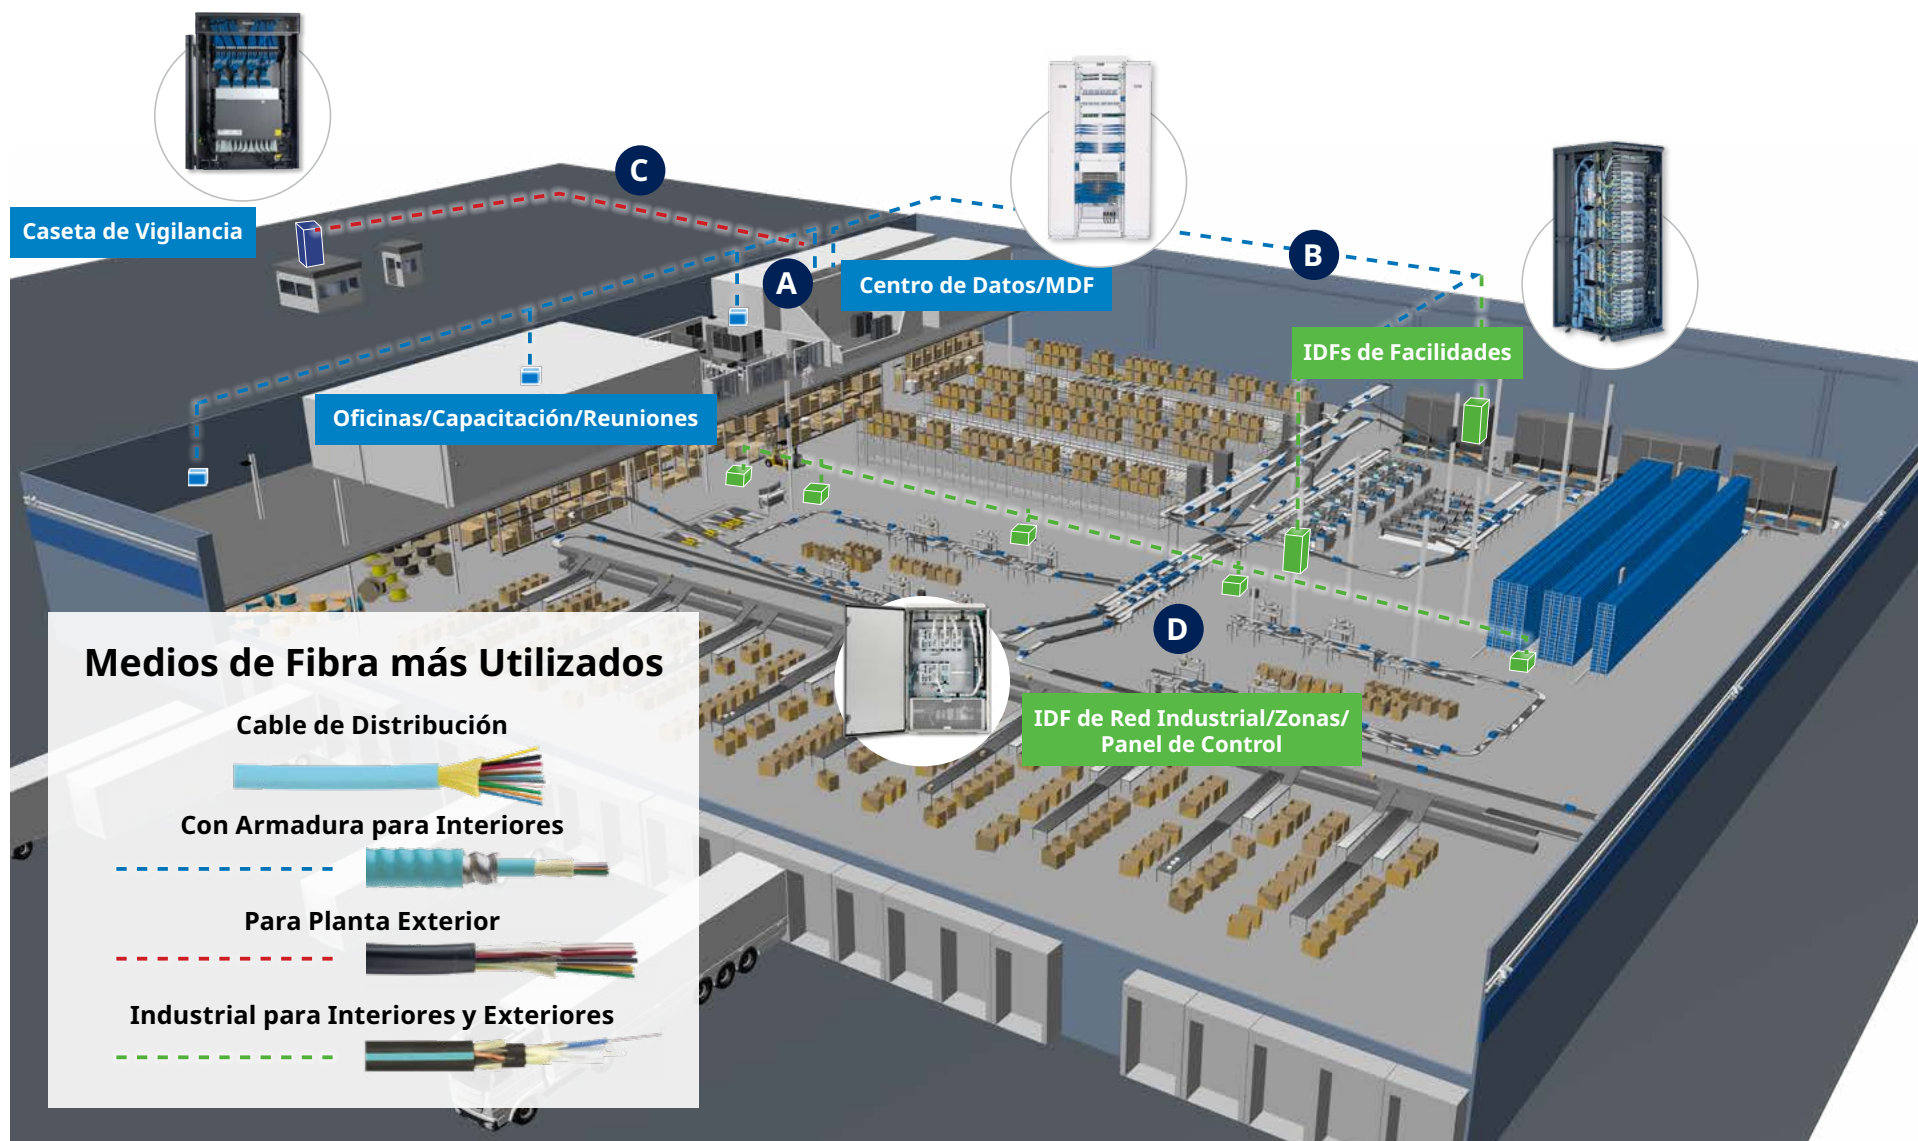 C
Caseta de Vigilancia
A
Centro de Datos/MDF
B
IDFs de Facilidades
Oficinas/Capacitación/Reuniones
D
IDF de Red Industrial/Zonas/
Panel de Control
Medios de Fibra más Utilizados
Cable de Distribución
Con Armadura para Interiores
Para Planta Exterior
Industrial para Interiores y Exteriores